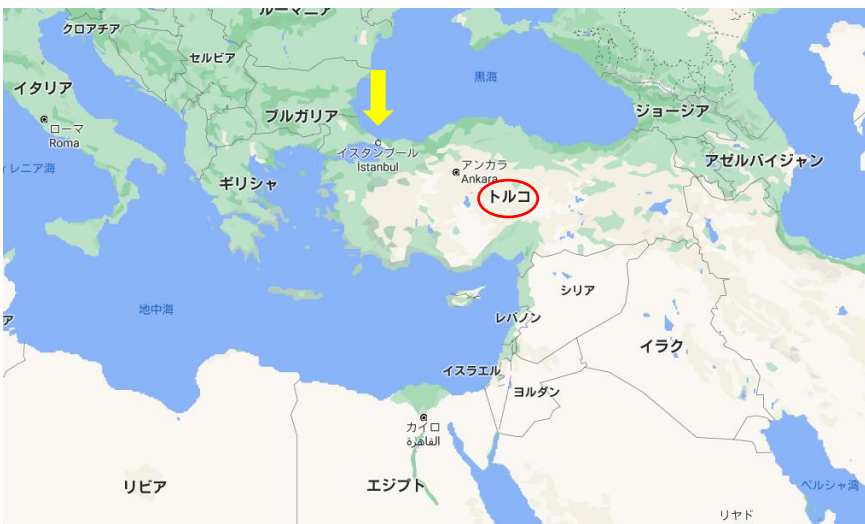 ルーマニア
クロアチア
セルビア
イタリア
黒海
ローマ
Roma
ブルガリア
ジョージア
イスタンブール
İstanbul
アンカラ
Ankara
アゼルバイジャン
レニア海
ギリシャ
トルコ
シリア
地中海
ア
レバノン
イラク
イスラエル
ヨルダン
カイロ
القاهرة
リビア
エジプト
ペルシャ湾
リヤド